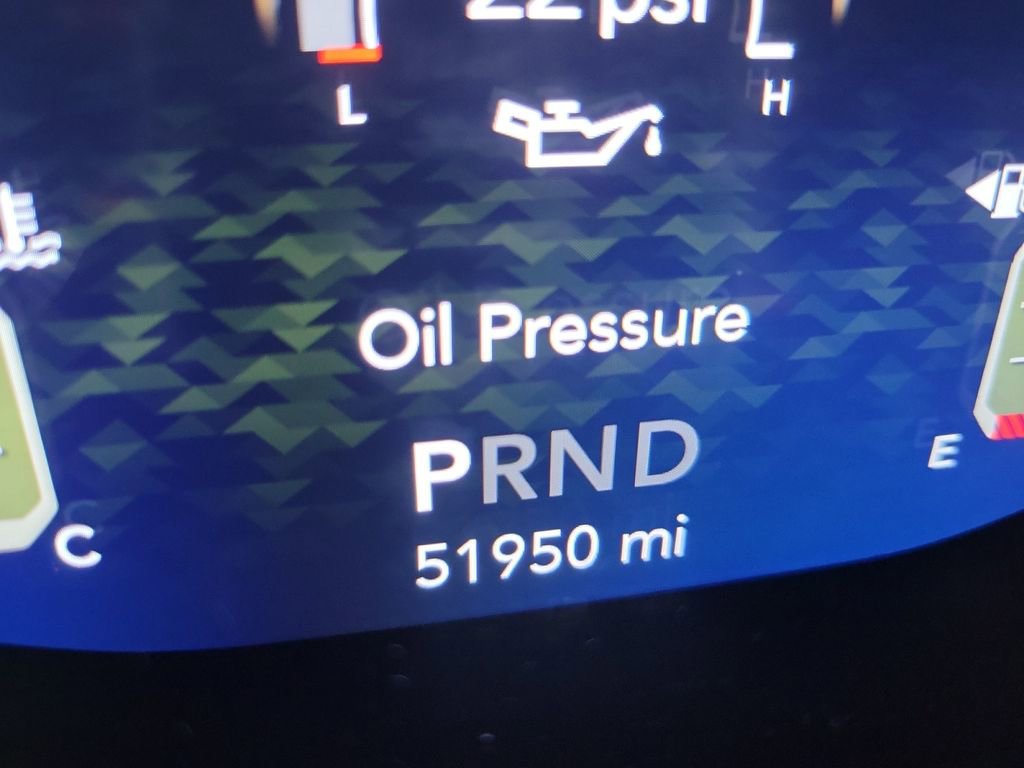 22 psi
L
H
Oil Pressure
E
PRND
C
51950 mi